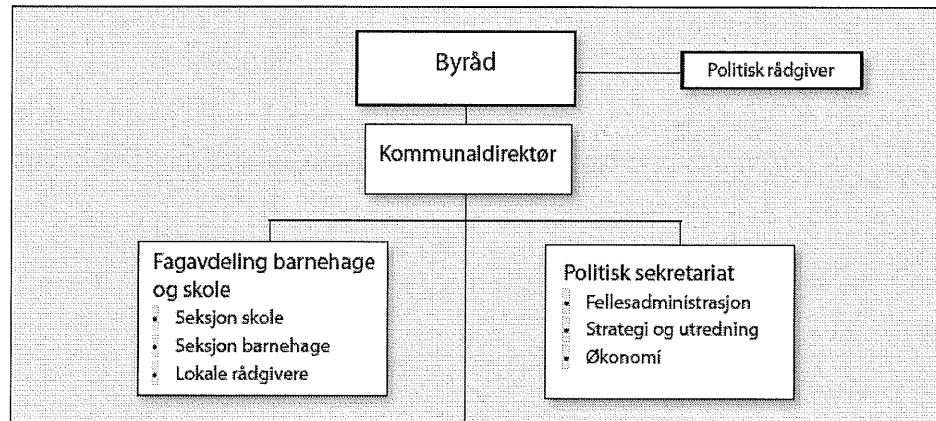 Byråd
Politisk rådgiver
Kommunaldirektør
Fagavdeling barnehage
og skole
• Seksjon skole
• Seksjon barnehage
• Lokale rådgivere
Politisk sekretariat
• Fellesadministrasjon
• Strategi og utredning
• Økonomi